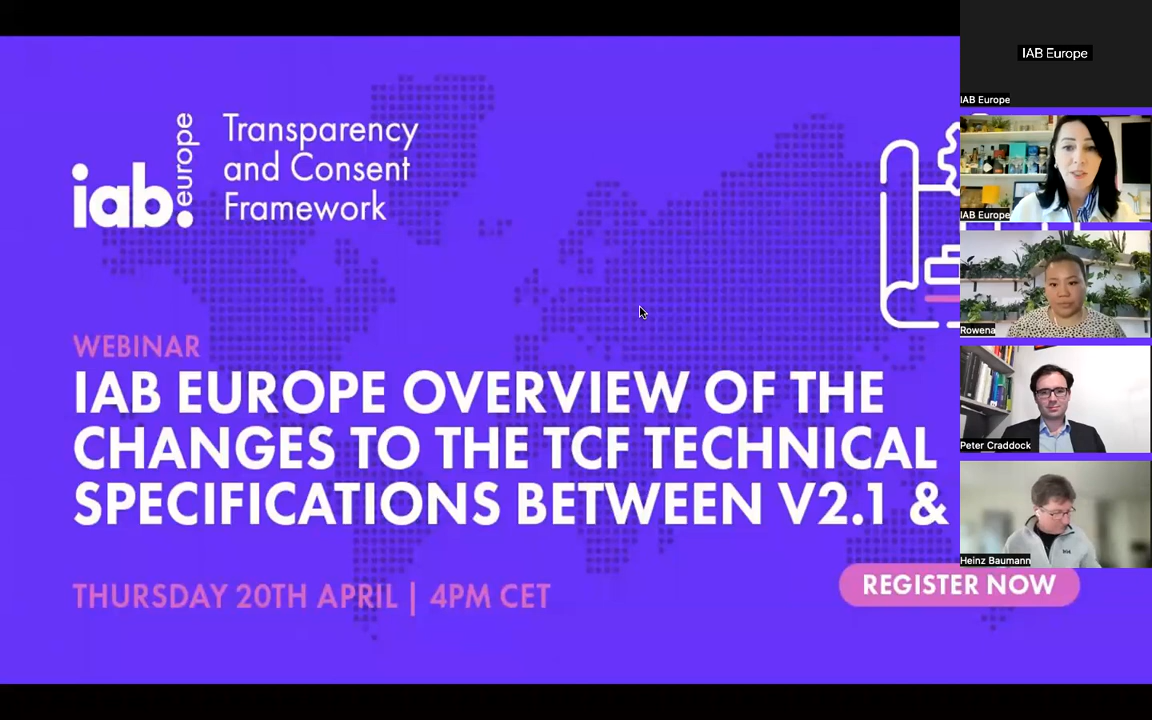 iab.
europe
Transparency
and Consent
Framework
WEBINAR
IAB EUROPE OVERVIEW OF THE
CHANGES TO THE TCF TECHNICAL
SPECIFICATIONS BETWEEN V2.1 &
THURSDAY 20TH APRIL | 4PM CET
REGISTER NOW
IAB Europe
IAB Europe
IAB Europe
Rowena
Peter Craddock
Heinz Baumann